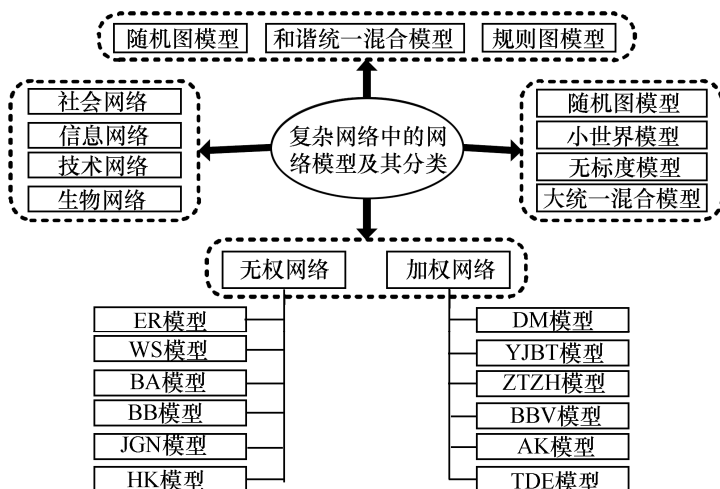 随机图模型
和谐统一混合模型
规则图模型
社会网络
信息网络
技术网络
生物网络
复杂网络中的网
络模型及其分类
随机图模型
小世界模型
无标度模型
大统一混合模型
无权网络
加权网络
ER模型
WS模型
BA模型
BB模型
JGN模型
HK模型
DM模型
YJBT模型
ZTZH模型
BBV模型
AK模型
TDE模型